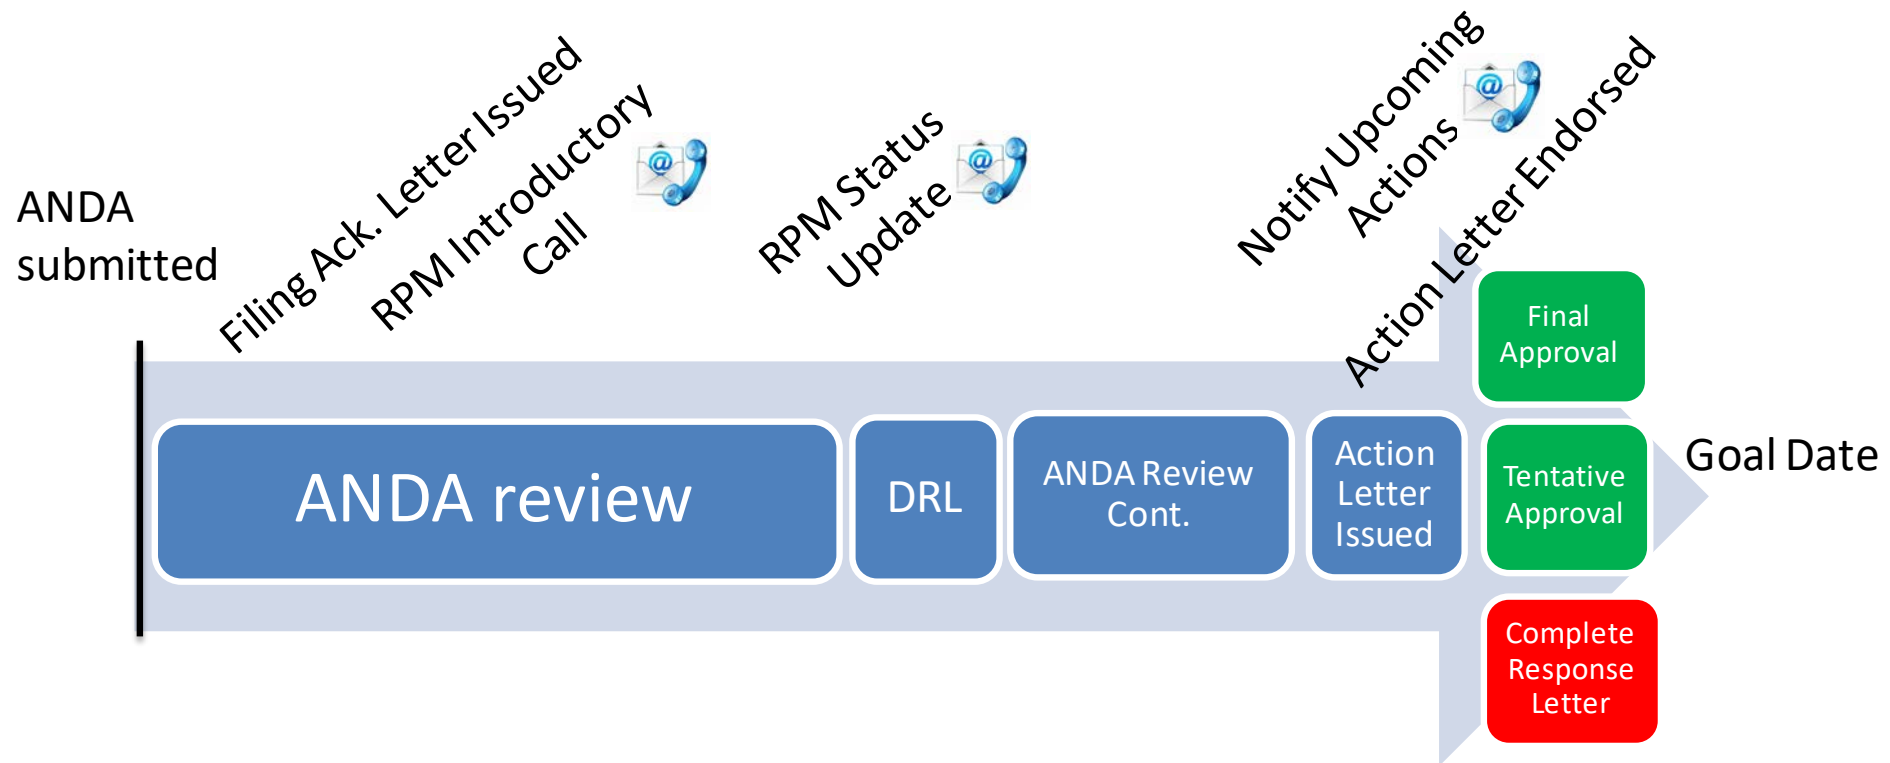 ANDA
submitted
Filing Ack. Letter Issued
RPM Introductory
Call
@
RPM Status
Update
@
Notify Upcoming
Actions
@
Action Letter Endorsed
ANDA review
DRL
ANDA Review
Cont.
Action
Letter
Issued
Final
Approval
Tentative
Approval
Complete
Response
Letter
Goal Date